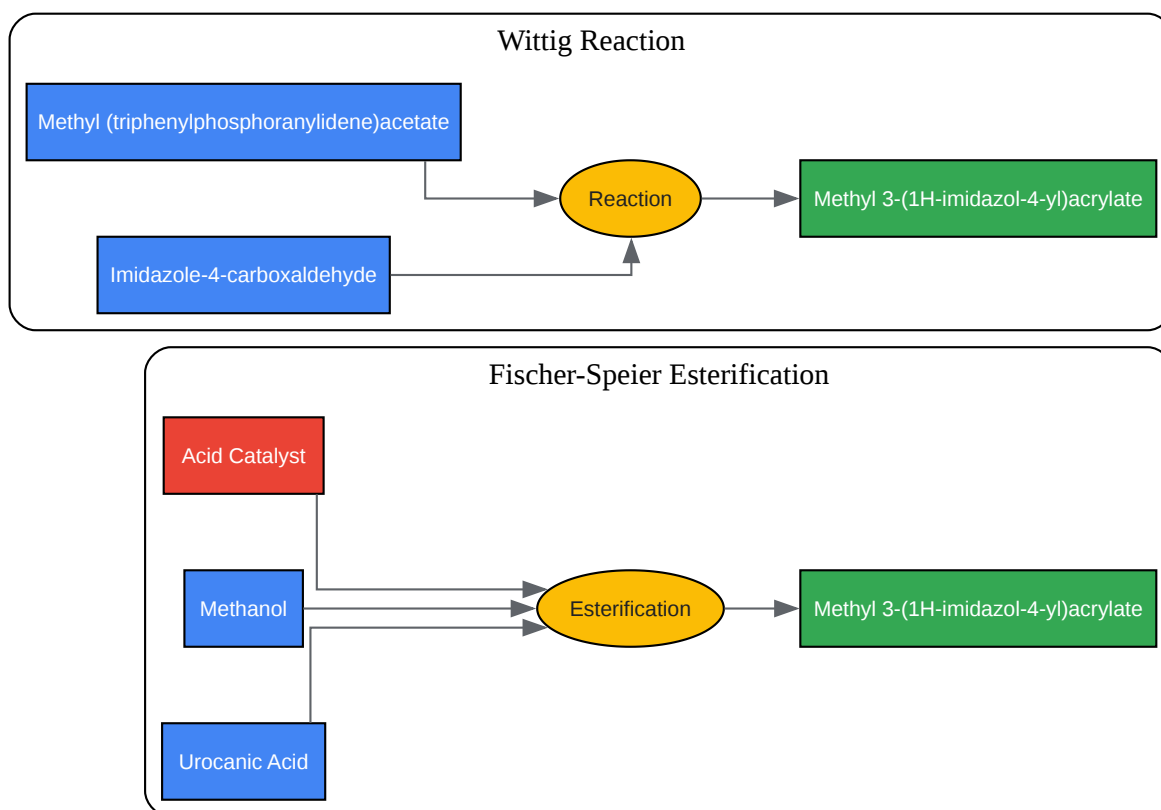 Wittig Reaction
Methyl (triphenylphosphoranylidene)acetate
Reaction
Methyl 3-(1H-imidazol-4-yl)acrylate
Imidazole-4-carboxaldehyde
Fischer-Speier Esterification
Acid Catalyst
Methanol
Esterification
Methyl 3-(1H-imidazol-4-yl)acrylate
Urocanic Acid